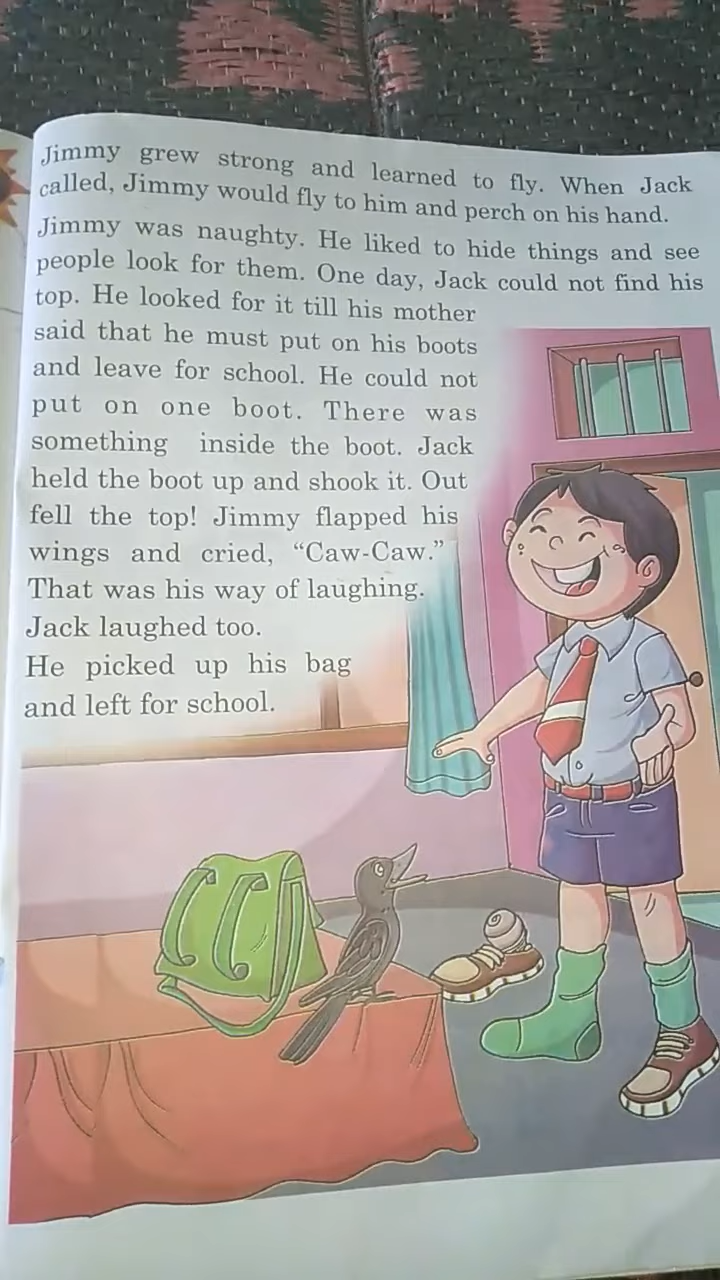 Jimmy grew strong and learned to fly. When Jack
called, Jimmy would fly to him and perch on his hand.
Jimmy was naughty. He liked to hide things and see
people look for them. One day, Jack could not find his
top. He looked for it till his mother
said that he must put on his boots
and leave for school. He could not
put on one boot. There was
something inside the boot. Jack
held the boot up and shook it. Out
fell the top! Jimmy flapped his
wings and cried, “Caw-Caw.”
That was his way of laughing.
Jack laughed too.
He picked up his bag
and left for school.